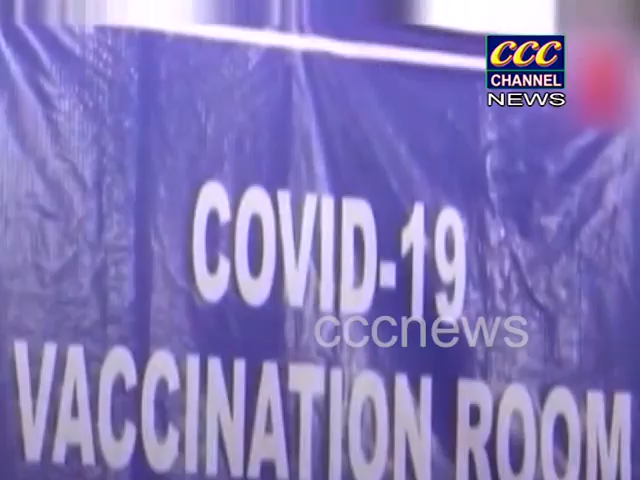 CCC
CHANNEL
NEWS
COVID-19
cccnews
VACCINATION ROOM